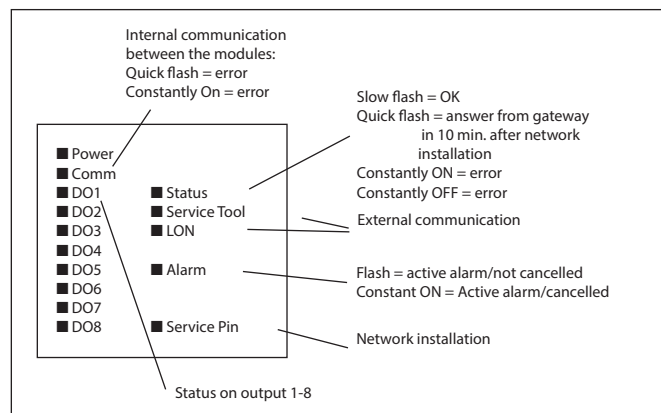 Internal communication
between the modules:
Quick flash = error
Constantly On = error
Slow flash = OK
Quick flash = answer from gateway
in 10 min. after network
installation
Constantly ON = error
Constantly OFF = error
External communication
Flash = active alarm/not cancelled
Constant ON = Active alarm/cancelled
Network installation
Power
Comm
DO1
DO2
DO3
DO4
DO5
DO6
DO7
DO8
Status
Service Tool
LON
Alarm
Service Pin
Status on output 1-8